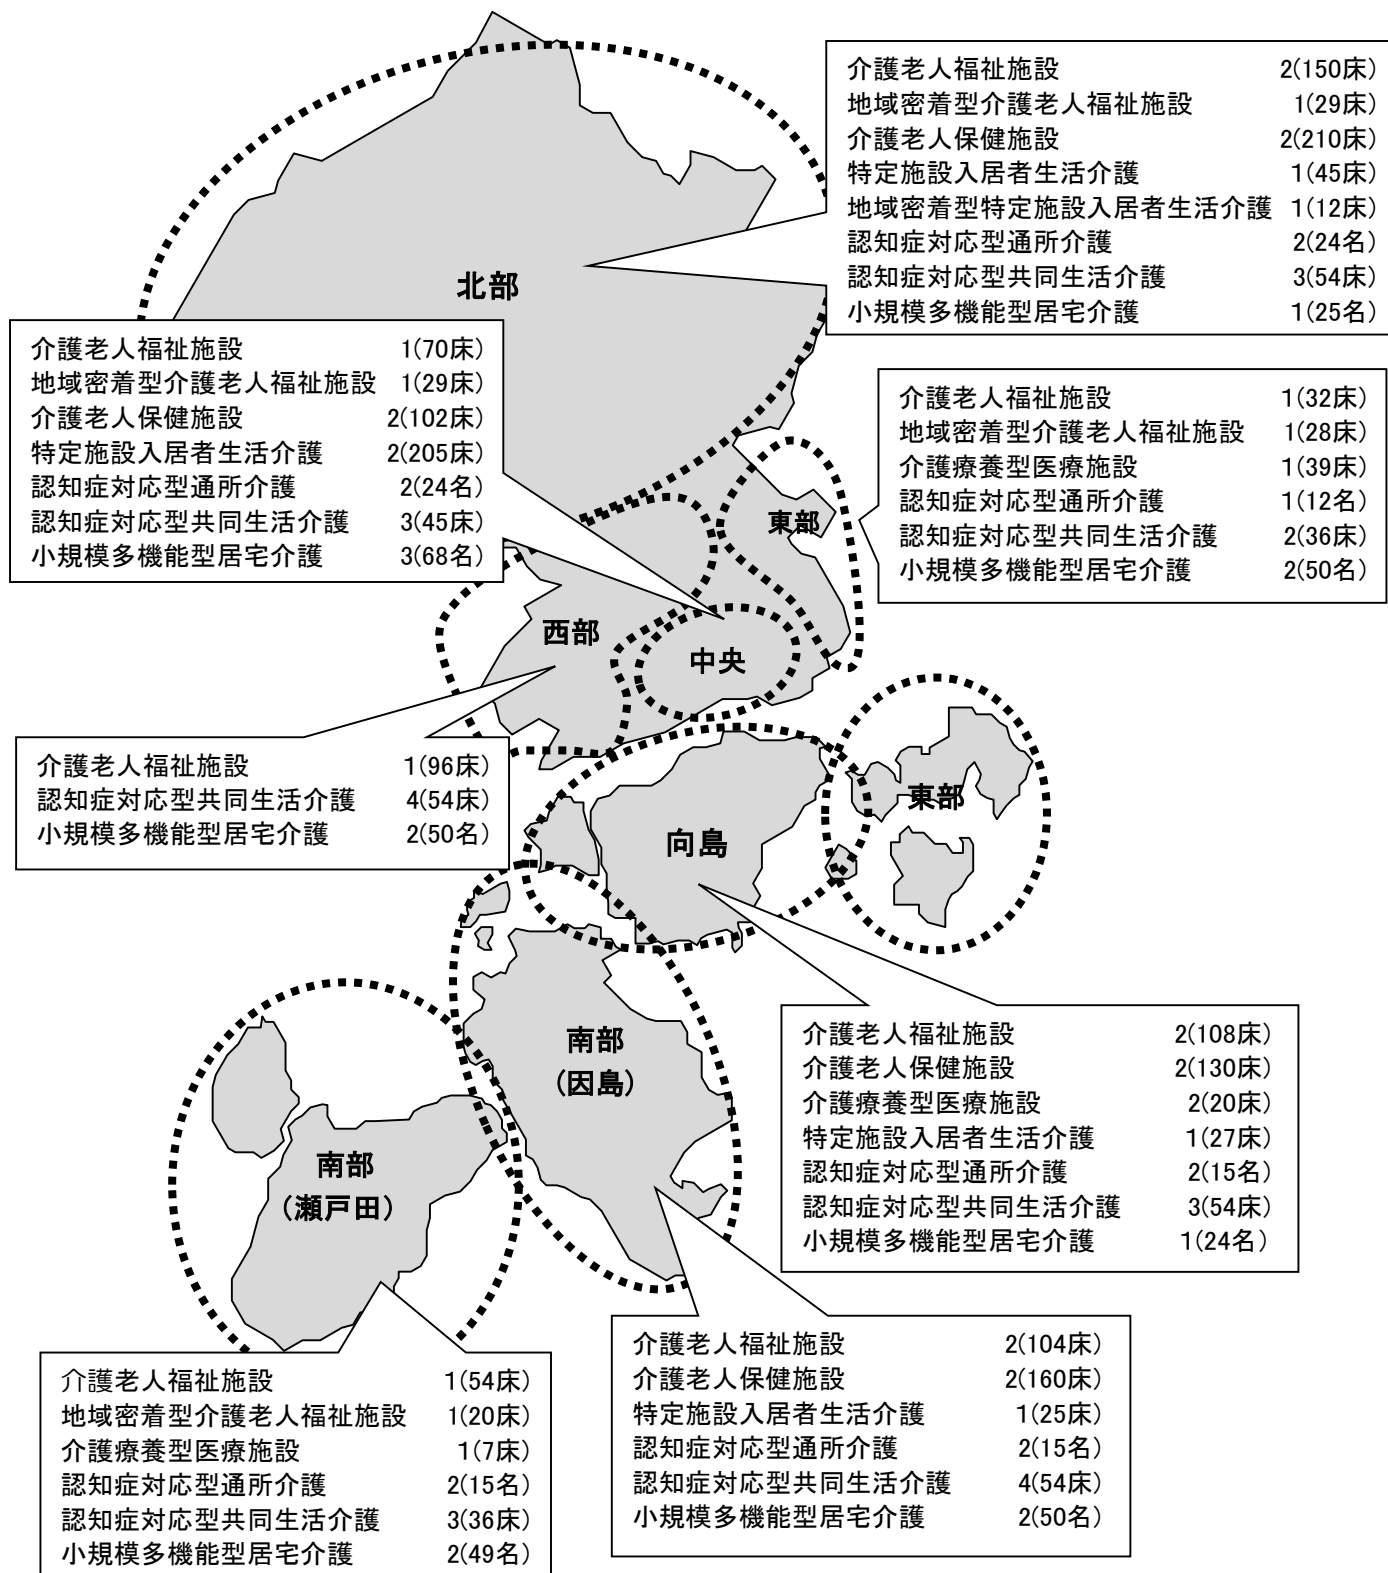 介護老人福祉施設 2(150床)
地域密着型介護老人福祉施設 1(29床)
介護老人保健施設 2(210床)
特定施設入居者生活介護 1(45床)
地域密着型特定施設入居者生活介護 1(12床)
認知症対応型通所介護 2(24名)
認知症対応型共同生活介護 3(54床)
小規模多機能型居宅介護 1(25名)
北部
介護老人福祉施設 1(70床)
地域密着型介護老人福祉施設 1(29床)
介護老人保健施設 2(102床)
特定施設入居者生活介護 2(205床)
認知症対応型通所介護 2(24名)
認知症対応型共同生活介護 3(45床)
小規模多機能型居宅介護 3(68名)
介護老人福祉施設 1(32床)
地域密着型介護老人福祉施設 1(28床)
介護療養型医療施設 1(39床)
認知症対応型通所介護 1(12名)
認知症対応型共同生活介護 2(36床)
小規模多機能型居宅介護 2(50名)
東部
西部
中央
介護老人福祉施設 1(96床)
認知症対応型共同生活介護 4(54床)
小規模多機能型居宅介護 2(50名)
東部
向島
介護老人福祉施設 2(108床)
介護老人保健施設 2(130床)
介護療養型医療施設 2(20床)
特定施設入居者生活介護 1(27床)
認知症対応型通所介護 2(15名)
認知症対応型共同生活介護 3(54床)
小規模多機能型居宅介護 1(24名)
南部
(因島)
南部
(瀬戸田)
介護老人福祉施設 2(104床)
介護老人保健施設 2(160床)
特定施設入居者生活介護 1(25床)
認知症対応型通所介護 2(15名)
認知症対応型共同生活介護 4(54床)
小規模多機能型居宅介護 2(50名)
介護老人福祉施設 1(54床)
地域密着型介護老人福祉施設 1(20床)
介護療養型医療施設 1(7床)
認知症対応型通所介護 2(15名)
認知症対応型共同生活介護 3(36床)
小規模多機能型居宅介護 2(49名)